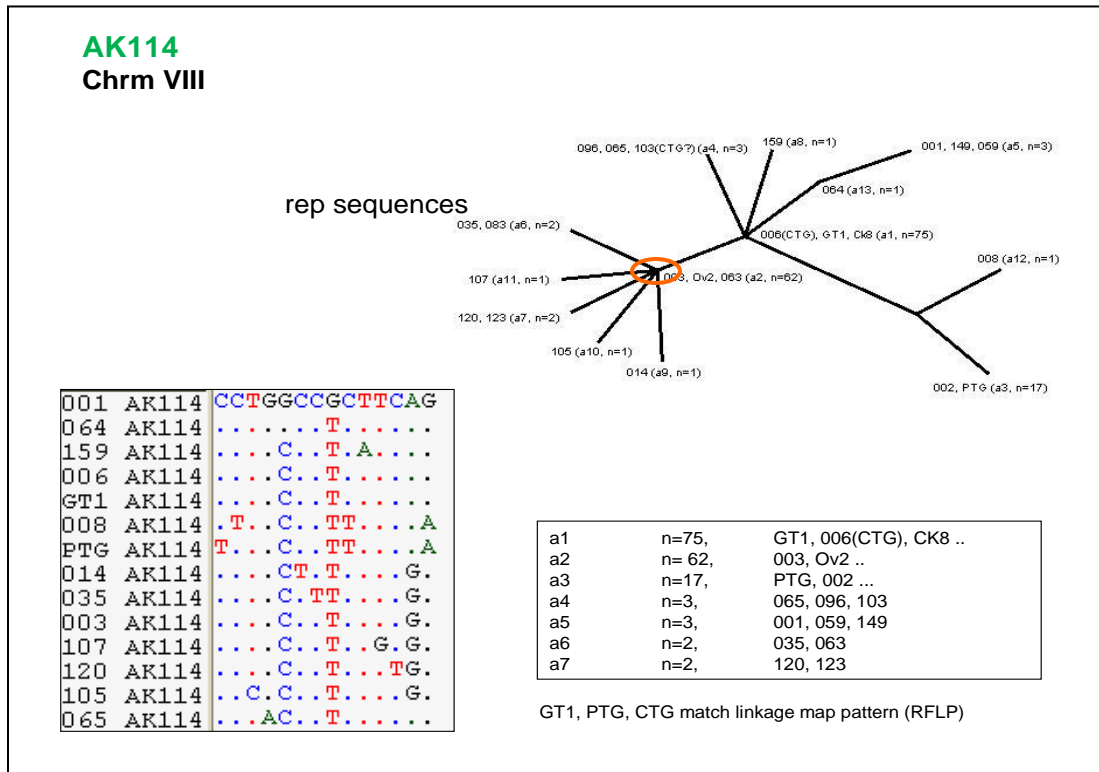 AK114
Chrm VIII
096, 065, 103(CTG?) (a4, n=3)
159 (a8, n=1)
001, 149, 059 (a5, n=3)
064 (a13, n=1)
rep sequences
035, 083 (a6, n=2)
006(CTG), GT1, Ck8 (a1, n=75)
008 (a12, n=1)
107 (a11, n=1)
003, Ov2, 063 (a2, n=62)
120, 123 (a7, n=2)
105 (a10, n=1)
014 (a9, n=1)
002, PTG (a3, n=17)
001 AK114 CCTGGCCGCTTCAG
064 AK114 .......T......
159 AK114 ....C..T.A....
006 AK114 ....C..T......
GT1 AK114 ....C..T......
008 AK114 .T..C..TT....A
PTG AK114 T...C..TT....A
014 AK114 ....CT.T....G.
035 AK114 ....C.TT....G.
003 AK114 ....C..T....G.
107 AK114 ....C..T..G.G.
120 AK114 ....C..T...TG.
105 AK114 ..C.C..T....G.
065 AK114 ...AC..T......
a1 n=75, GT1, 006(CTG), CK8 ..
a2 n= 62, 003, Ov2 ..
a3 n=17, PTG, 002 ...
a4 n=3, 065, 096, 103
a5 n=3, 001, 059, 149
a6 n=2, 035, 063
a7 n=2, 120, 123
GT1, PTG, CTG match linkage map pattern (RFLP)